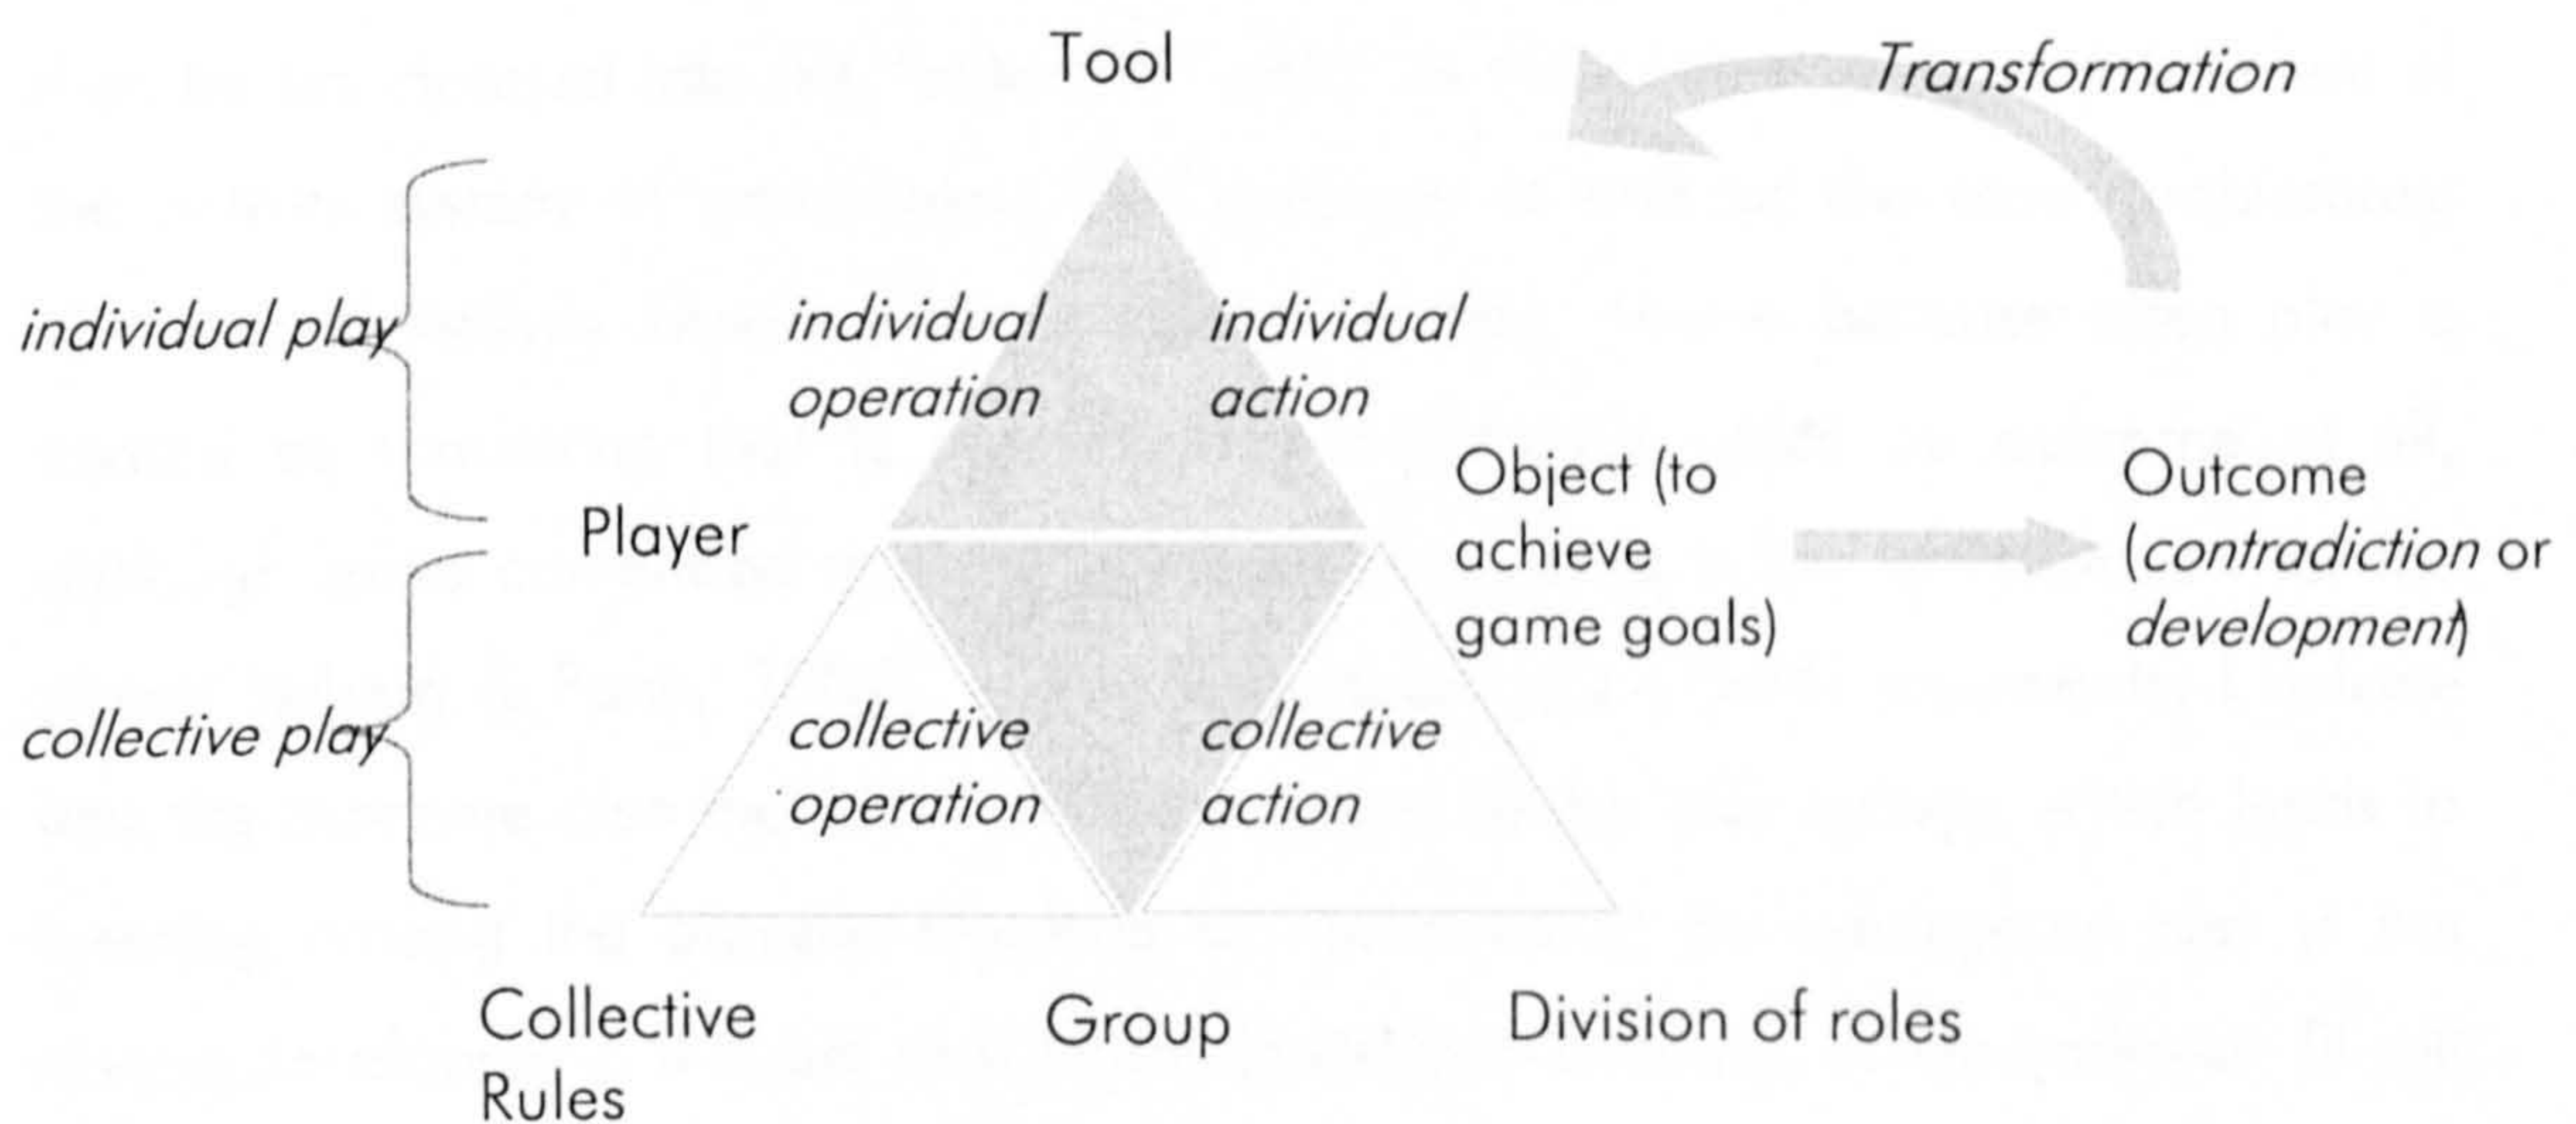 Tool
Transformation
individual play
individual
operation
individual
action
Player
Object (to
achieve
game goals)
Outcome
(contradiction or
development)
collective play
collective
operation
collective
action
Collective
Rules
Group
Division of roles